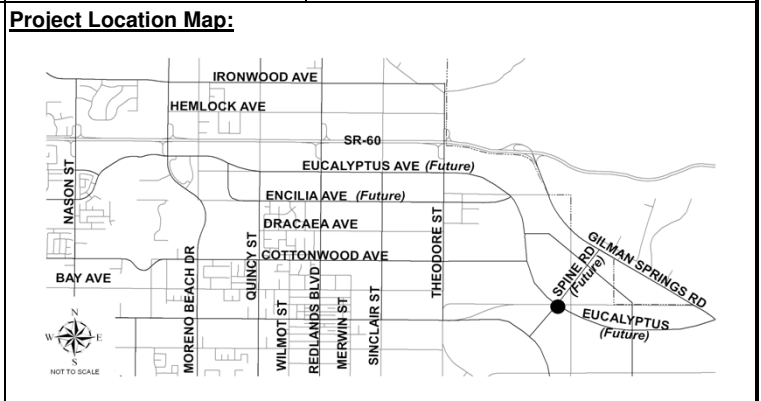 Project Location Map:
IRONWOOD AVE
HEMLOCK AVE
SR-60
EUCALYPTUS AVE (Future)
NASON ST
ENCILIA AVE (Future)
DRACAEA AVE
THEODORE ST
GILMAN SPRINGS RD
QUINCY ST
COTTONWOOD AVE
MORENO BEACH DR
SPINE RD
(Future)
BAY AVE
WILMOT ST
REDLANDS BLVD
MERWIN ST
SINCLAIR ST
EUCALYPTUS
(Future)
N
W E
S
NOT TO SCALE